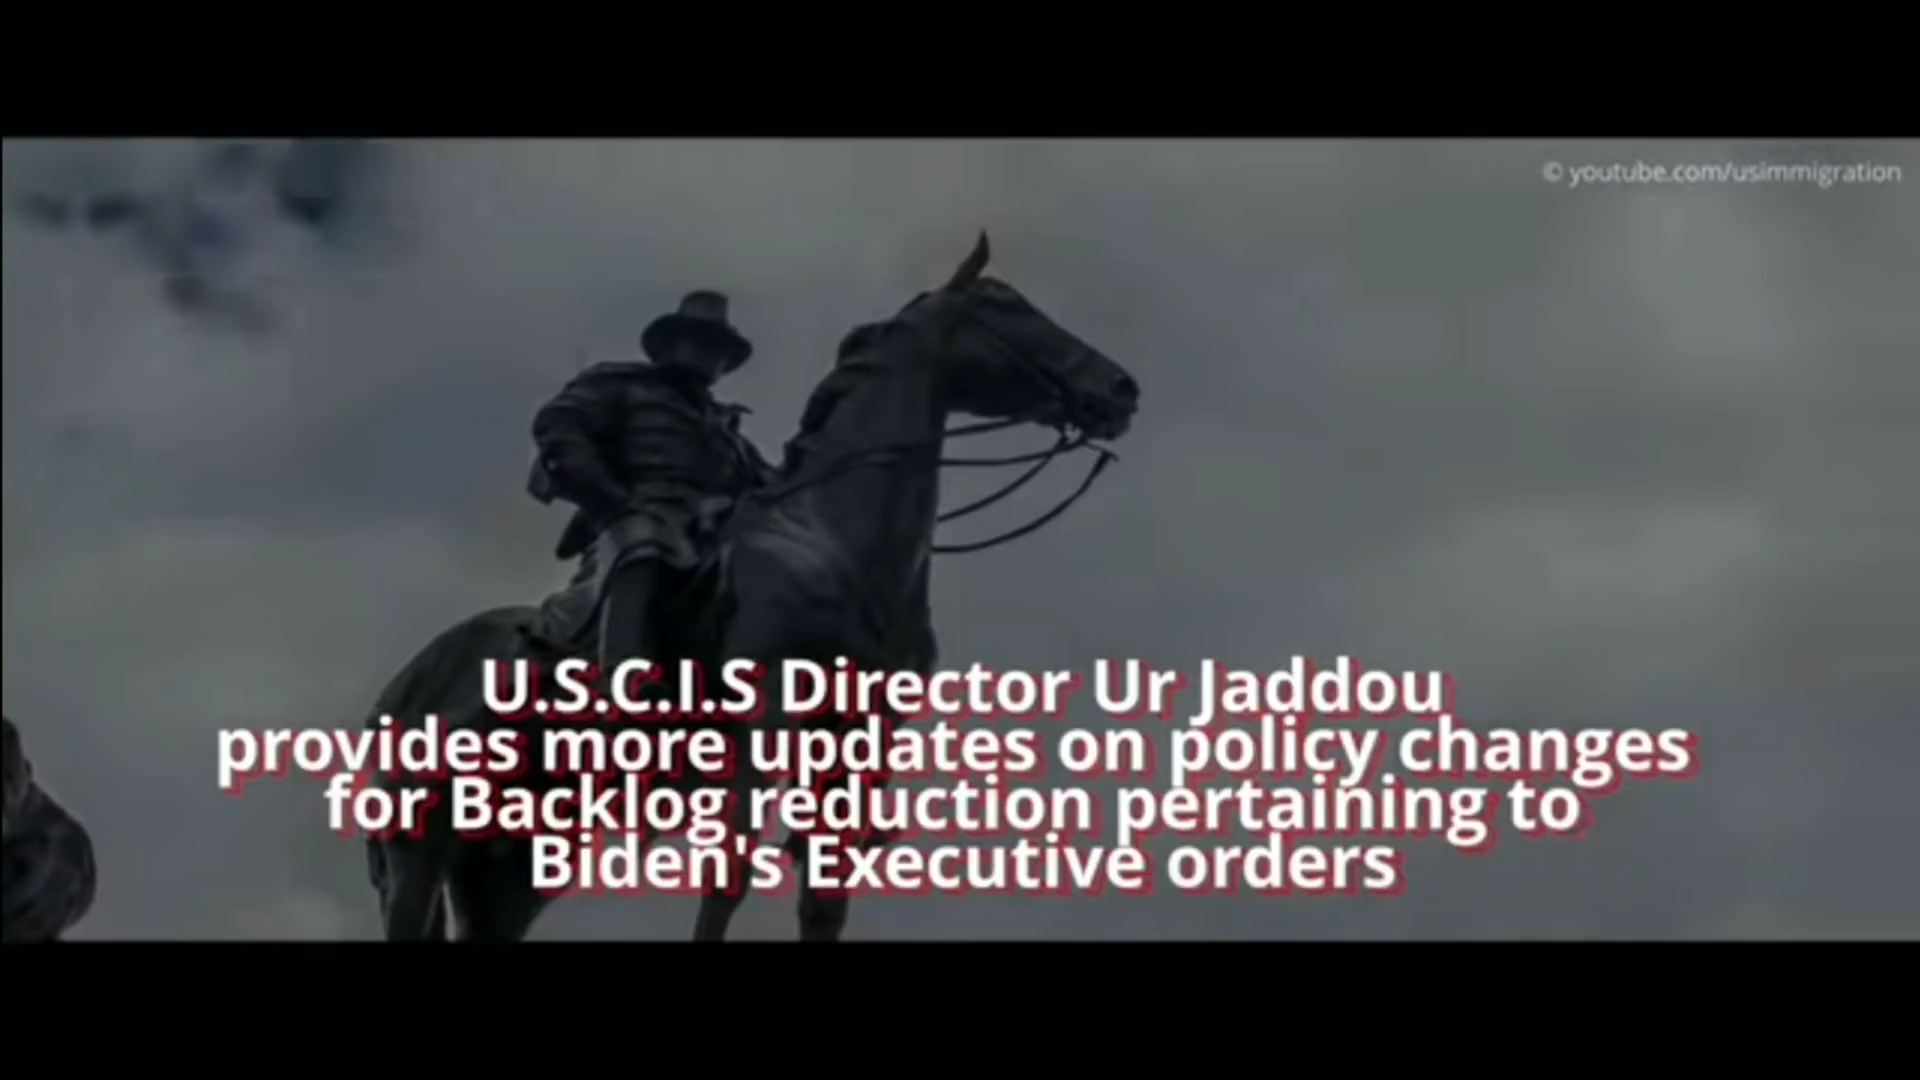 © youtube.com/usimmigration
U.S.C.I.S Director Ur Jaddou
provides more updates on policy changes
for Backlog reduction pertaining to
Biden's Executive orders